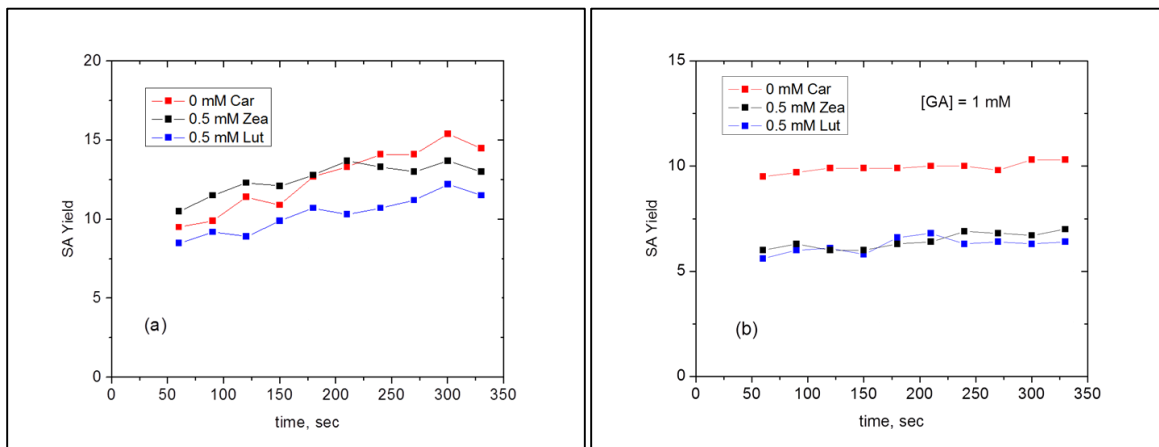 20
15
10
5
0
0 mM Car
0.5 mM Zea
0.5 mM Lut
(a)
0 50 100 150 200 250 300 350
time, sec
SA Yield
15
10
5
0
0 mM Car
0.5 mM Zea
0.5 mM Lut
[GA] = 1 mM
(b)
0 50 100 150 200 250 300 350
time, sec
SA Yield